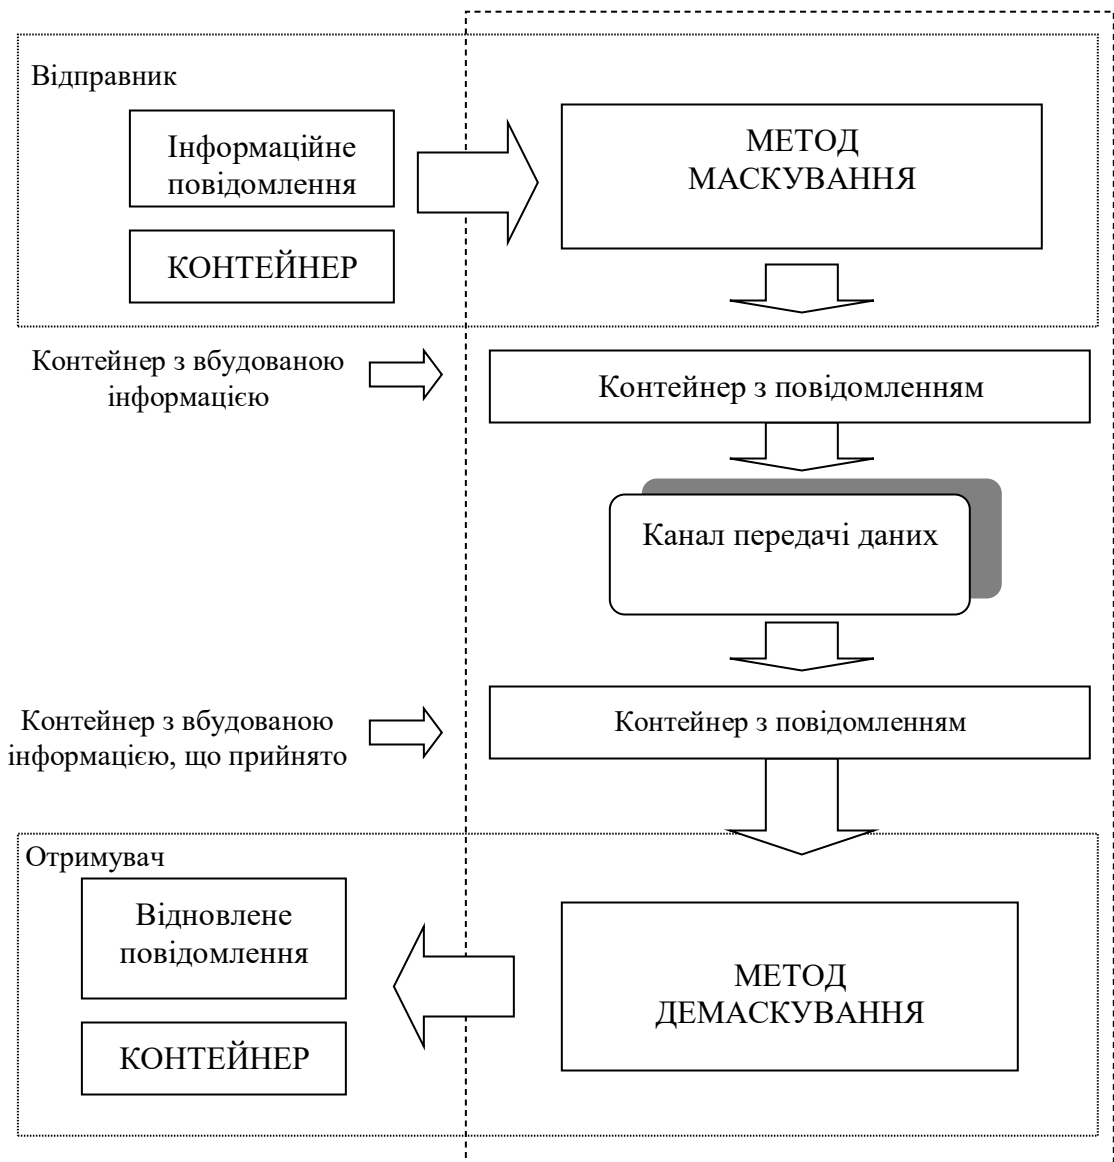 Відправник
Інформаційне
повідомлення
КОНТЕЙНЕР
МЕТОД
МАСКУВАННЯ
Контейнер з вбудованою
інформацією
Контейнер з повідомленням
Канал передачі даних
Контейнер з вбудованою
інформацією, що прийнято
Контейнер з повідомленням
Отримувач
Відновлене
повідомлення
КОНТЕЙНЕР
МЕТОД
ДЕМАСКУВАННЯ